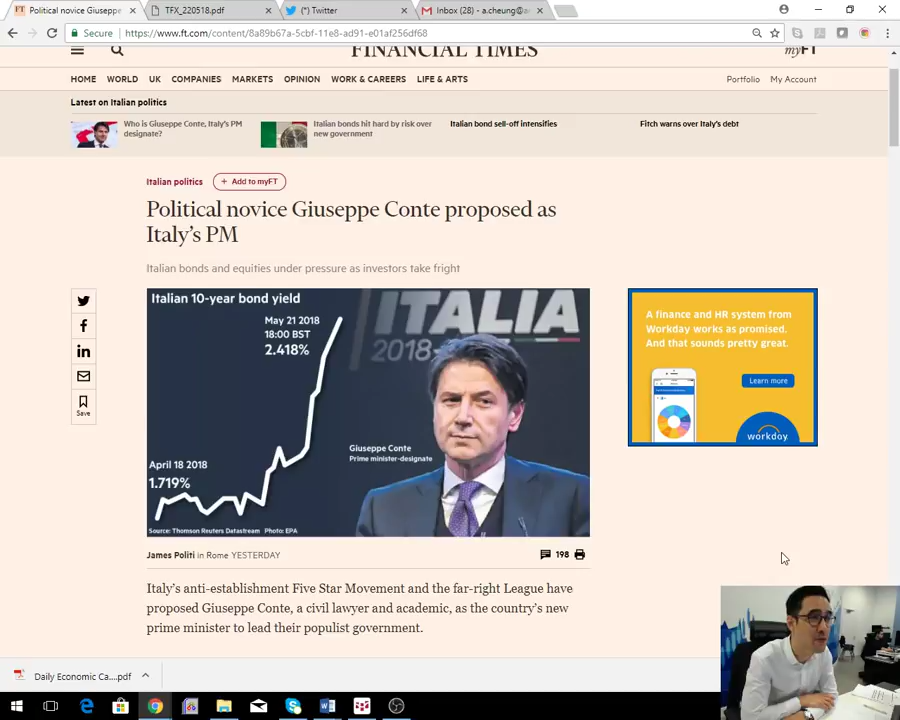 Political novice Giuseppe
TFX_220518.pdf
(*) Twitter
Inbox (28) - a.cheung@a
Secure
https://www.ft.com/content/8a89b67a-5cbf-11e8-ad91-e01af256df68
FINANCIAL TIMES
myFT
HOME WORLD UK COMPANIES MARKETS OPINION WORK & CAREERS LIFE & ARTS
Portfolio My Account
Latest on Italian politics
Who is Giuseppe Conte, Italy's PM
designate?
Italian bonds hit hard by risk over
new government
Italian bond sell-off intensifies
Fitch warns over Italy's debt
Italian politics
+ Add to myFT
Political novice Giuseppe Conte proposed as
Italy's PM
Italian bonds and equities under pressure as investors take fright
Save
Italian 10-year bond yield
May 21 2018
18:00 BST
2.418%
ITALIA
2018-
Giuseppe Conte
Prime minister-designate
April 18 2018
1.719%
Source: Thomson Reuters Datastream Photo: EPA
A finance and HR system from
Workday works as promised.
And that sounds pretty great.
Learn more
workday
James Politi in Rome YESTERDAY
198
Italy's anti-establishment Five Star Movement and the far-right League have
proposed Giuseppe Conte, a civil lawyer and academic, as the country's new
prime minister to lead their populist government.
Daily Economic Ca....pdf